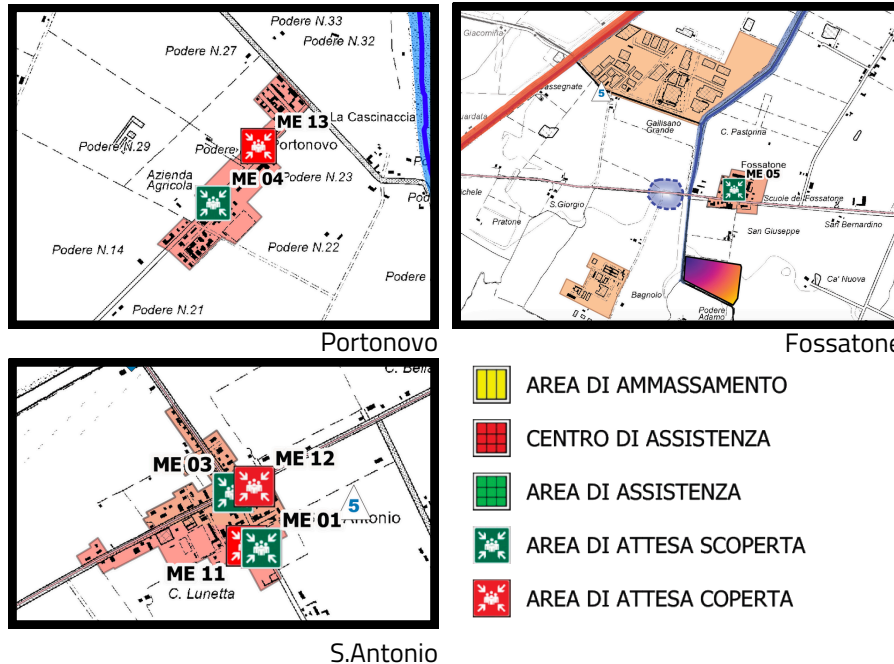 Podere N.33
Podere N.32
Podere N.27
La Cascinaccia
ME 13
Podere N.29
Podere
Portonovo
Azienda
Agricola
ME 04
Podere N.23
Podere N.14
Podere N.22
Podere
Podere N.21
Portonovo
Giacomina
5
Gallisano
Grande
C. Pastorina
Fossatone
ME 05
S.Giorgio
Scuole del Fossatone
Pratone
San Giuseppe
San Bernardino
Bagnolo
Ca' Nuova
Podere
Adamo
Fossatone
ME 03
ME 12
5
ME 01
ME 11
C. Lunetta
S.Antonio
AREA DI AMMASSAMENTO
CENTRO DI ASSISTENZA
AREA DI ASSISTENZA
AREA DI ATTESA SCOPERTA
AREA DI ATTESA COPERTA